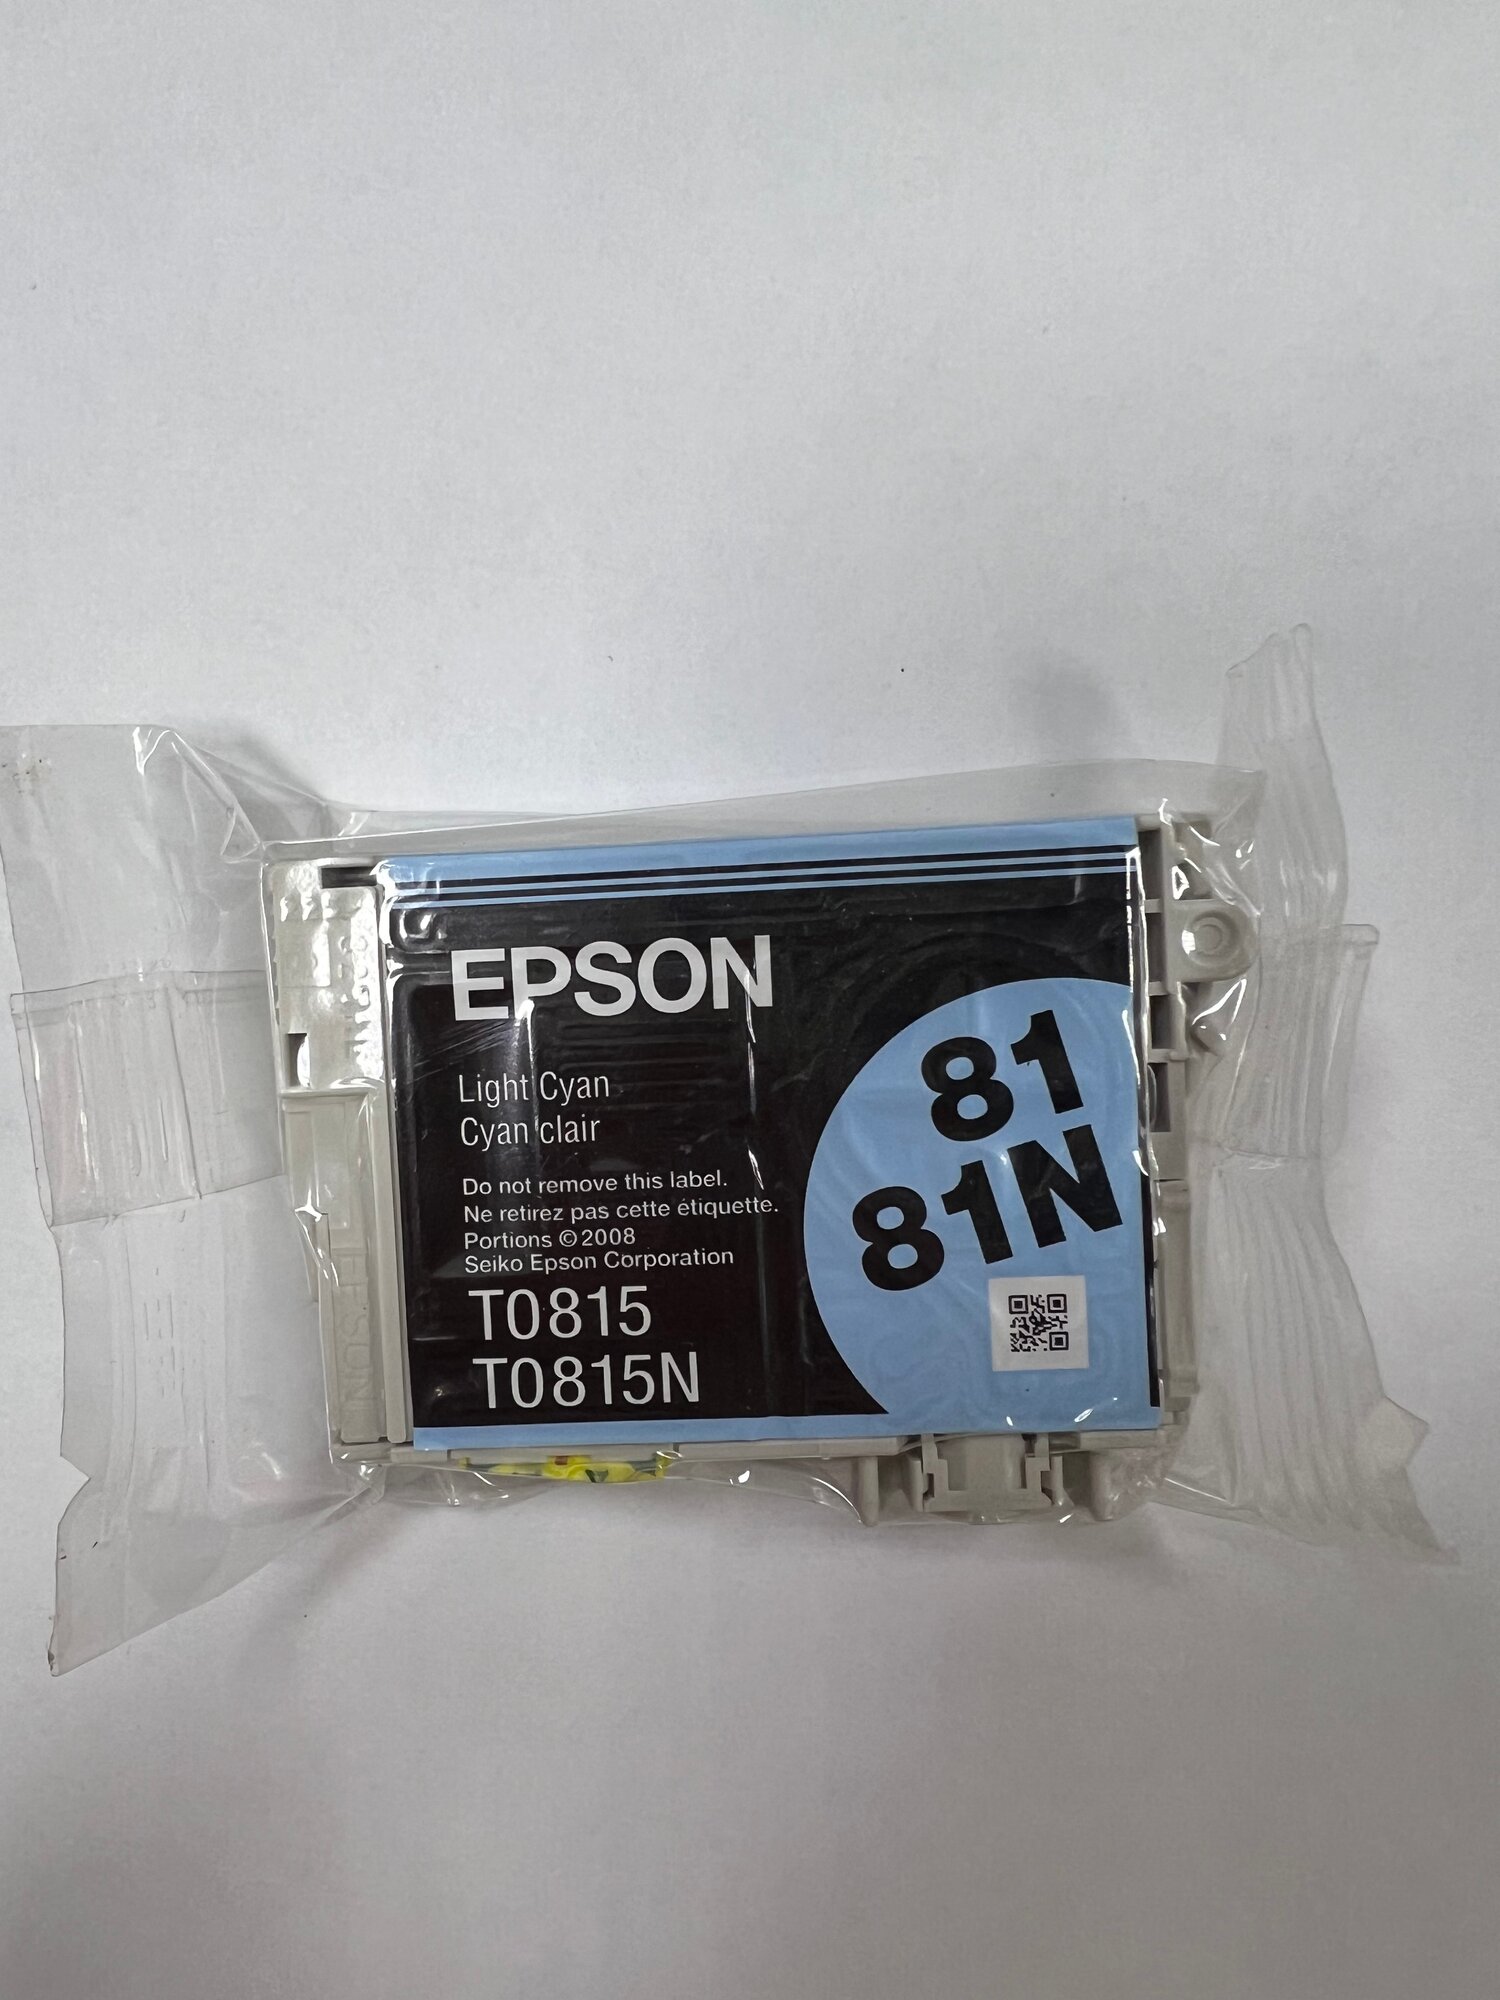 EPSON
81
81N
Light Cyan
Cyan clair
Do not remove this label.
Ne retirez pas cette étiquette.
Portions ©2008
Seiko Epson Corporation
T0815
T0815N